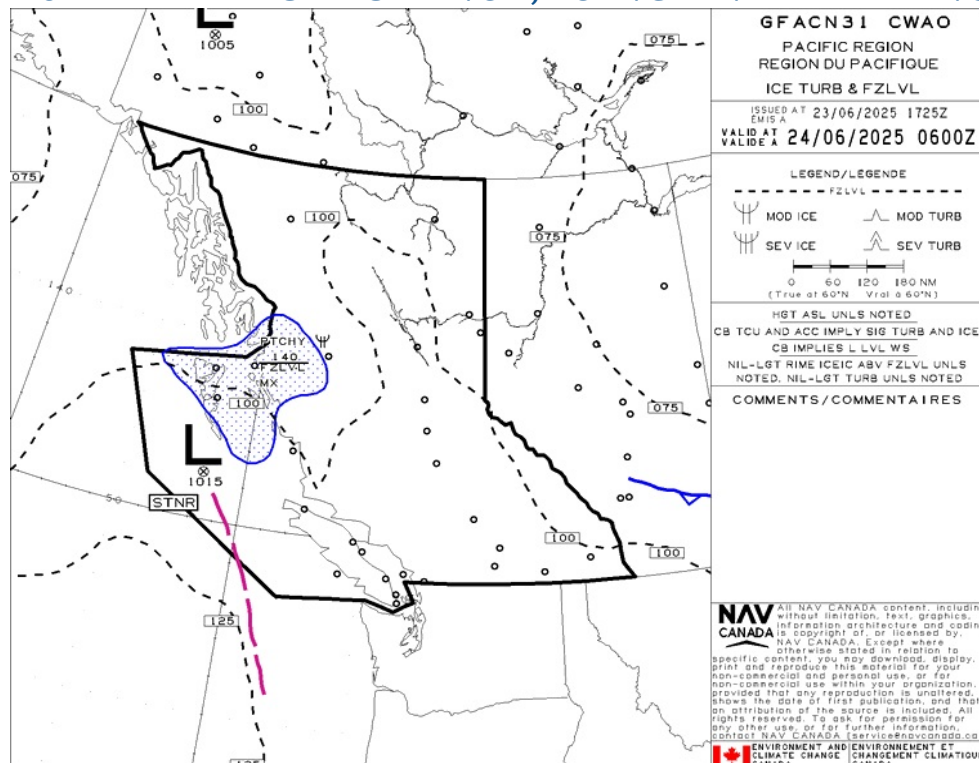 L
1005
075
100
075
100
075
140
PTCHY
140
FZLVL
MX
100
075
L
1015
50
STNR
100
100
125
GFACN31 CWAO
PACIFIC REGION
REGION DU PACIFIQUE
ICE TURB & FZLVL
ISSUED AT
EMIS A
23/06/2025 1725Z
VALID AT
VALIDE A
24/06/2025 0600Z
LEGEND/LÉGENDE
FZLVL
MOD ICE
MOD TURB
SEV ICE
SEV TURB
0 60 120 180 NM
(True at 60°N Vrai à 60°N)
HGT ASL UNLS NOTED
CB TCU AND ACC IMPLY SIG TURB AND ICE
CB IMPLIES L LVL WS
NIL-LGT RIME ICEIC ABV FZLVL UNLS
NOTED. NIL-LGT TURB UNLS NOTED
COMMENTS/COMMENTAIRES
NAV
CANADA
All NAV CANADA content, including
without limitation, text, graphics,
information architecture and coding
is copyright of, or licensed by,
NAV CANADA. Except where
otherwise stated in relation to
specific content, you may download, display,
print and reproduce this material for your
non-commercial and personal use, or for
non-commercial use within your organization,
provided that any reproduction is unaltered,
shows the date of first publication, and that
an attribution of the source is included. All
rights reserved. To ask for permission for
any other use, or for further information,
contact NAV CANADA [service@navcanada.ca
ENVIRONMENT AND
CLIMATE CHANGE
CANADA
ENVIRONNEMENT ET
CHANGEMENT CLIMATIQUE
CANADA